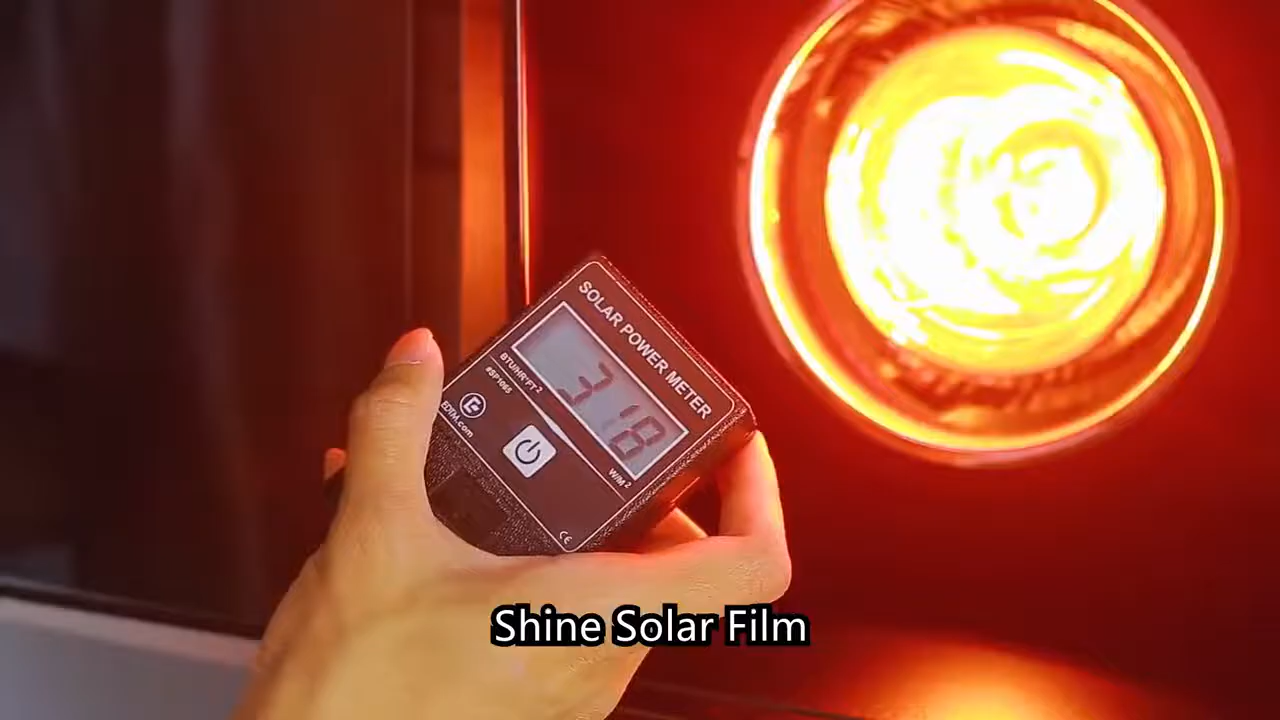 SOLAR POWER METER
318
BTU/HR*FT2
W/M2
#SP1065
EDTM.com
CE
Shine Solar Film